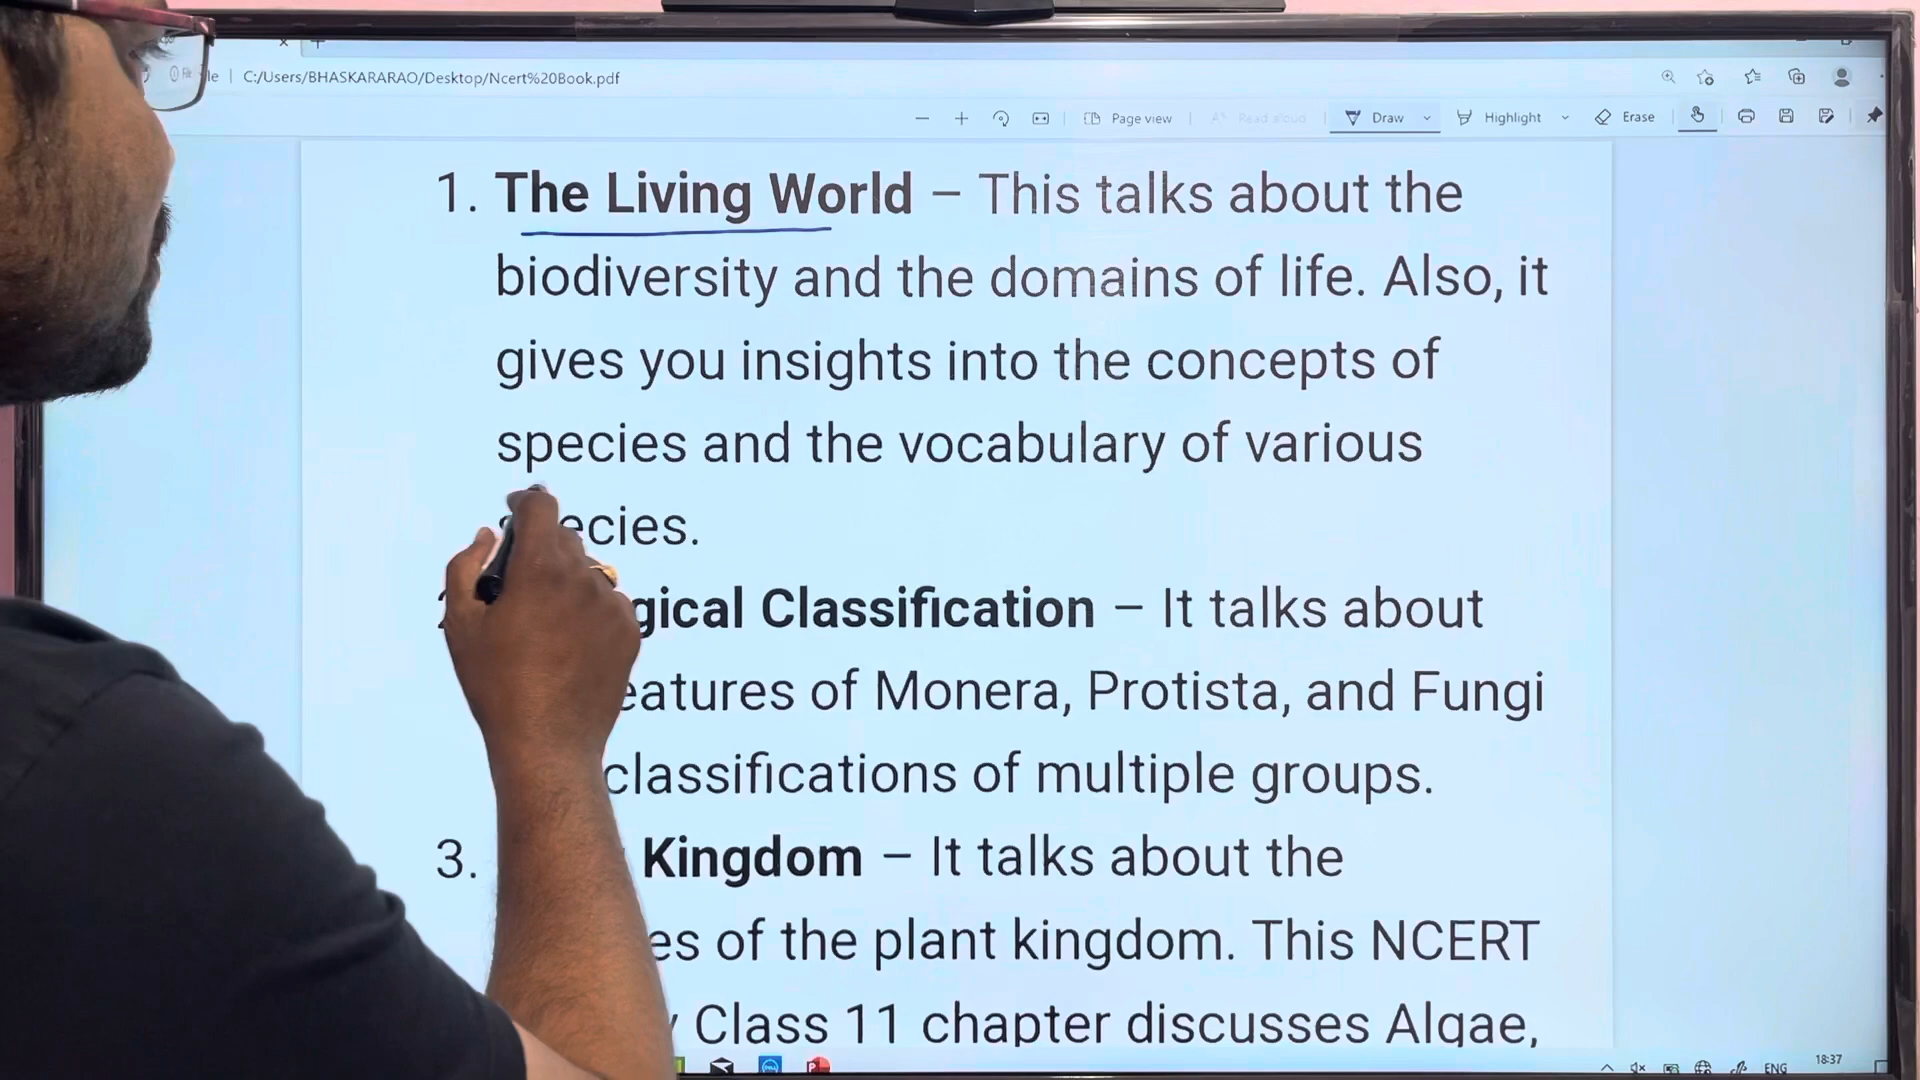 File
C:/Users/BHASKARARAO/Desktop/Ncert%20Book.pdf
Page view
Read aloud
Draw
Highlight
Erase
1. The Living World – This talks about the
biodiversity and the domains of life. Also, it
gives you insights into the concepts of
species and the vocabulary of various
ecies.
gical Classification – It talks about
eatures of Monera, Protista, and Fungi
classifications of multiple groups.
3. Kingdom – It talks about the
es of the plant kingdom. This NCERT
Class 11 chapter discusses Algae,
ENG
18:37